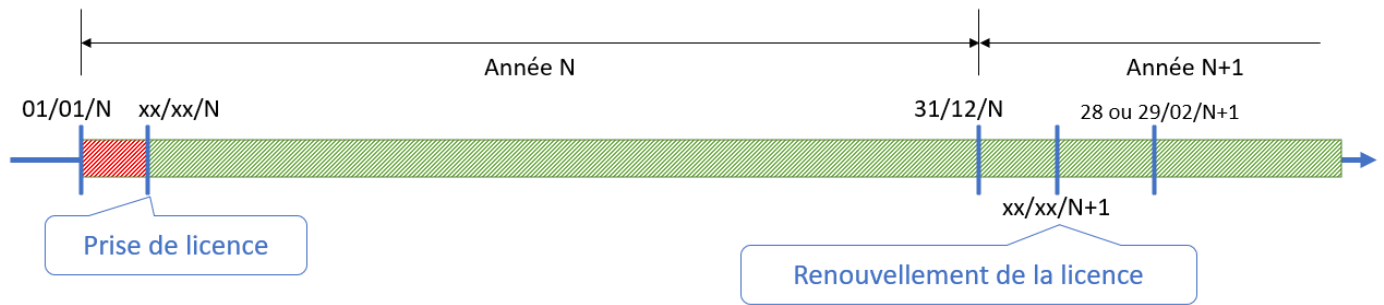 Année N
Année N+1
01/01/N
xx/xx/N
31/12/N
28 ou 29/02/N+1
xx/xx/N+1
Prise de licence
Renouvellement de la licence